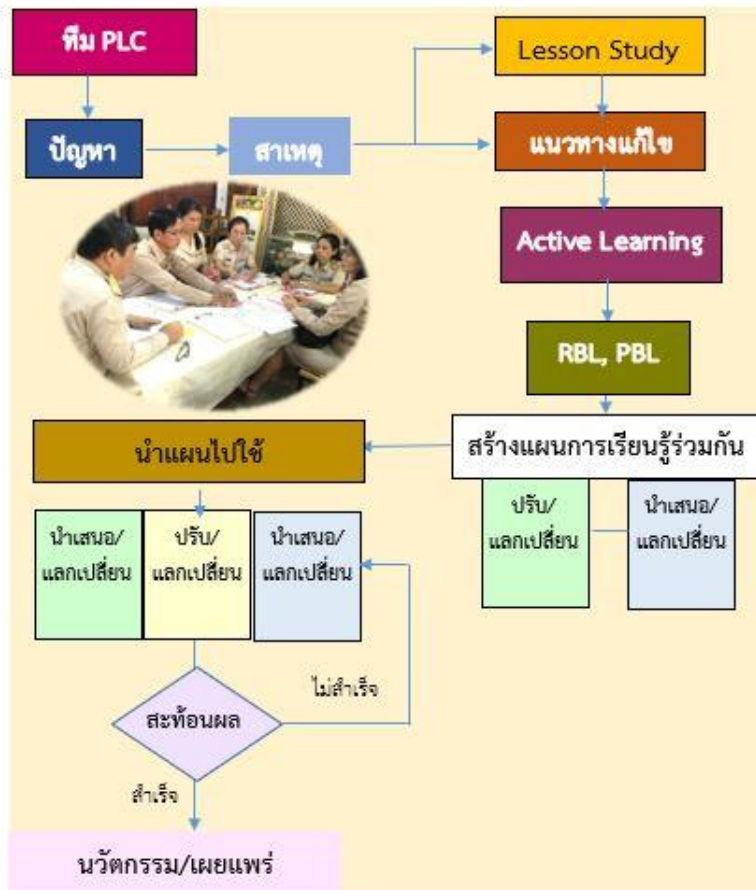 ทีม PLC
Lesson Study
ปัญหา
สาเหตุ
แนวทางแก้ไข
Active Learning
RBL, PBL
สร้างแผนการเรียนรู้ร่วมกัน
นำแผนไปใช้
ปรับ/
แลกเปลี่ยน
นำเสนอ/
แลกเปลี่ยน
นำเสนอ/
แลกเปลี่ยน
ปรับ/
แลกเปลี่ยน
นำเสนอ/
แลกเปลี่ยน
ไม่สำเร็จ
สะท้อนผล
สำเร็จ
นวัตกรรม/เผยแพร่